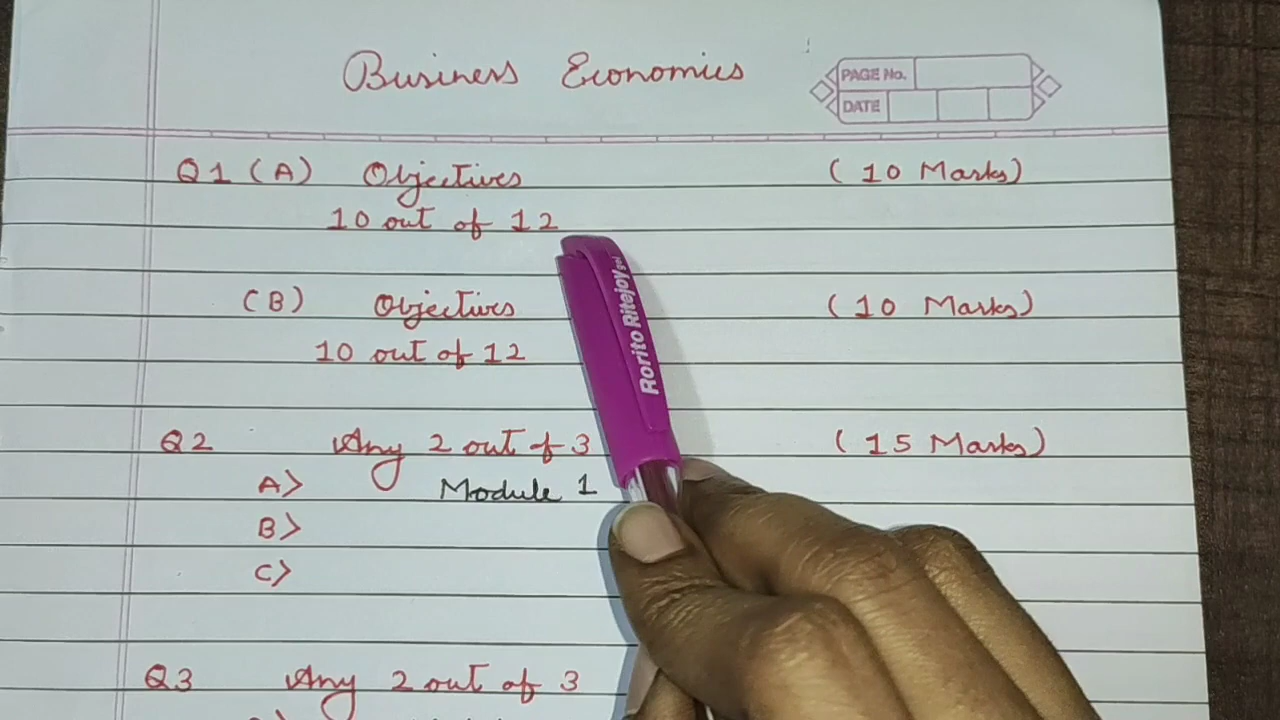 Business Economics
PAGE No.
DATE
Q1 (A) Objectives (10 Marks)
10 out of 12
(B) Objectives (10 Marks)
10 out of 12
Rorito Ritejoy gel
Q2 Any 2 out of 3 (15 Marks)
A> Module 1
B>
C>
Q3 Any 2 out of 3